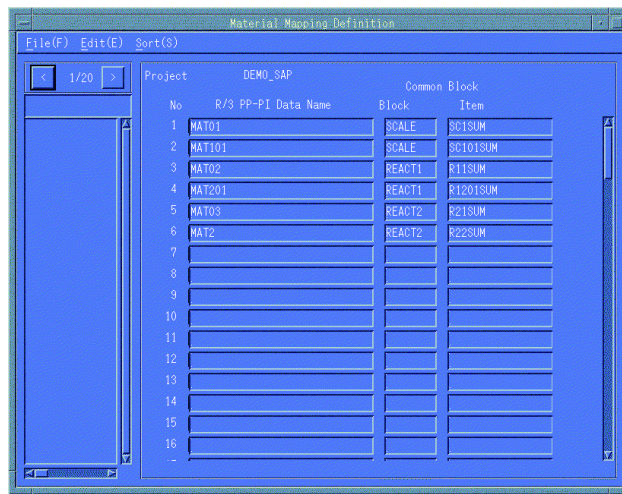 Material Mapping Definition
File(F) Edit(E) Sort(S)
< 1/20 >
Project DEMO_SAP
Common Block
No R/3 PP-PI Data Name Block Item
1 MAT01 SCALE SC1SUM
2 MAT101 SCALE SC101SUM
3 MAT02 REACT1 R11SUM
4 MAT201 REACT1 R1201SUM
5 MAT03 REACT2 R21SUM
6 MAT2 REACT2 R22SUM
7
8
9
10
11
12
13
14
15
16